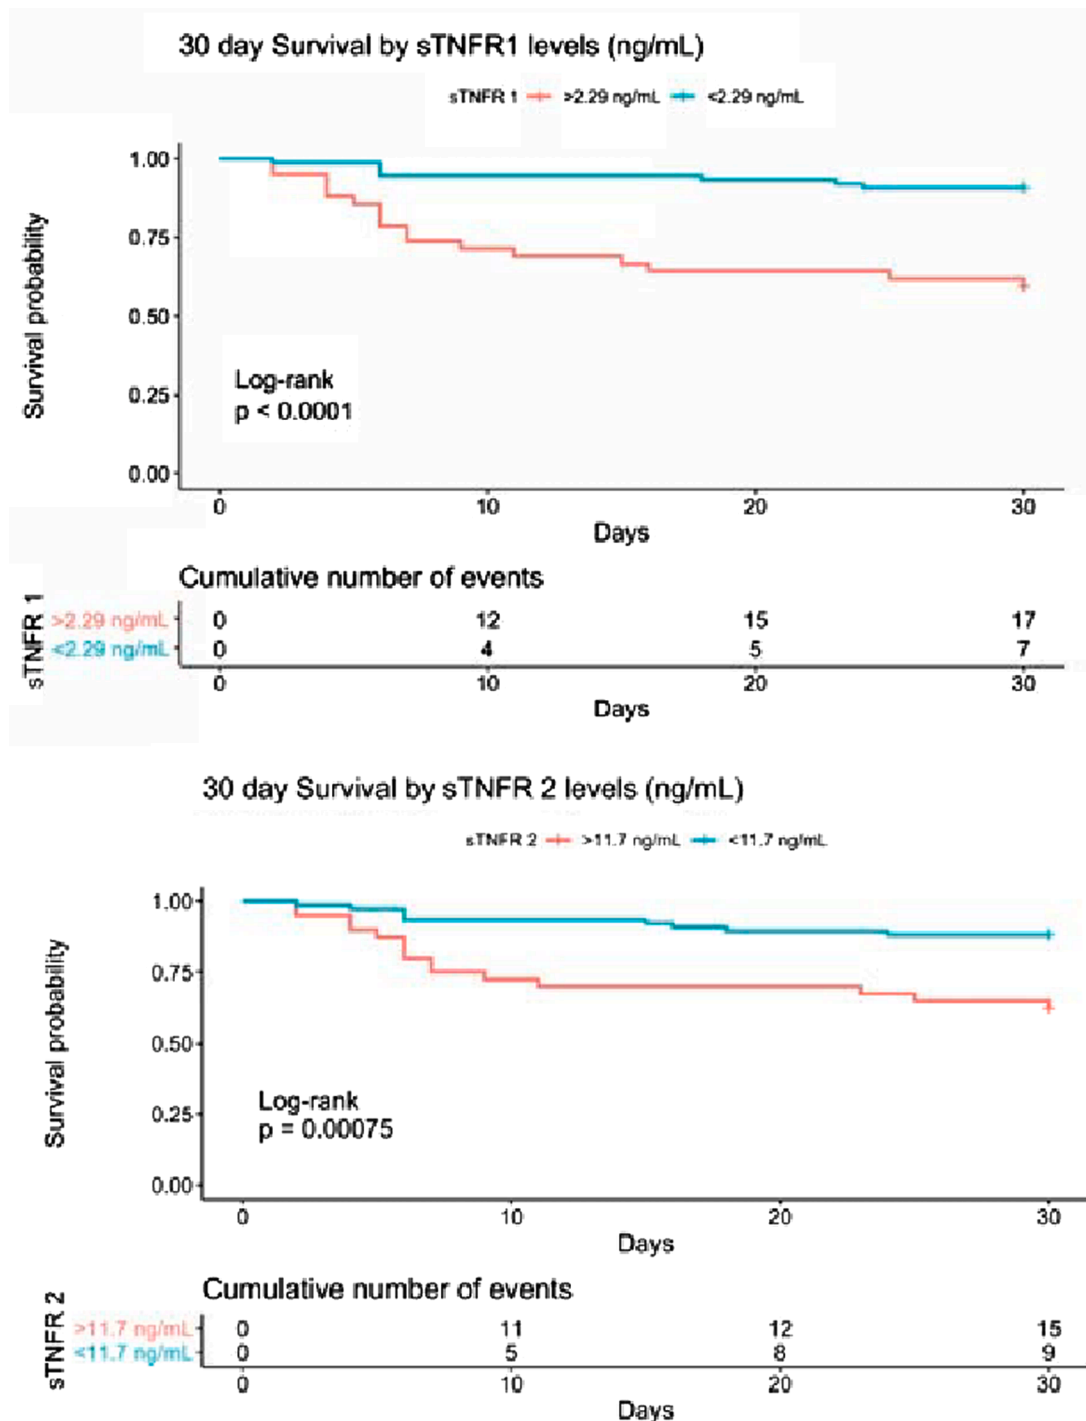 30 day Survival by sTNFR1 levels (ng/mL)
sTNFR 1 >2.29 ng/mL <2.29 ng/mL
Survival probability
1.00
0.75
0.50
0.25
0.00
Log-rank
p < 0.0001
0 10 20 30
Days
Cumulative number of events
sTNFR 1
>2.29 ng/mL 0 12 15 17
<2.29 ng/mL 0 4 5 7
0 10 20 30
Days
30 day Survival by sTNFR 2 levels (ng/mL)
sTNFR 2 >11.7 ng/mL <11.7 ng/mL
Survival probability
1.00
0.75
0.50
0.25
0.00
Log-rank
p = 0.00075
0 10 20 30
Days
Cumulative number of events
sTNFR 2
>11.7 ng/mL 0 11 12 15
<11.7 ng/mL 0 5 8 9
0 10 20 30
Days